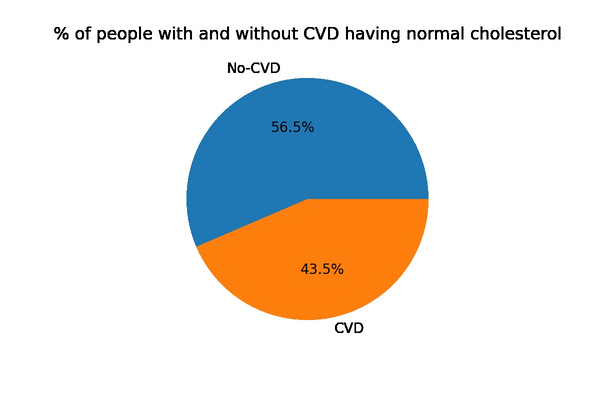 % of people with and without CVD having normal cholesterol
No-CVD
56.5%
43.5%
CVD